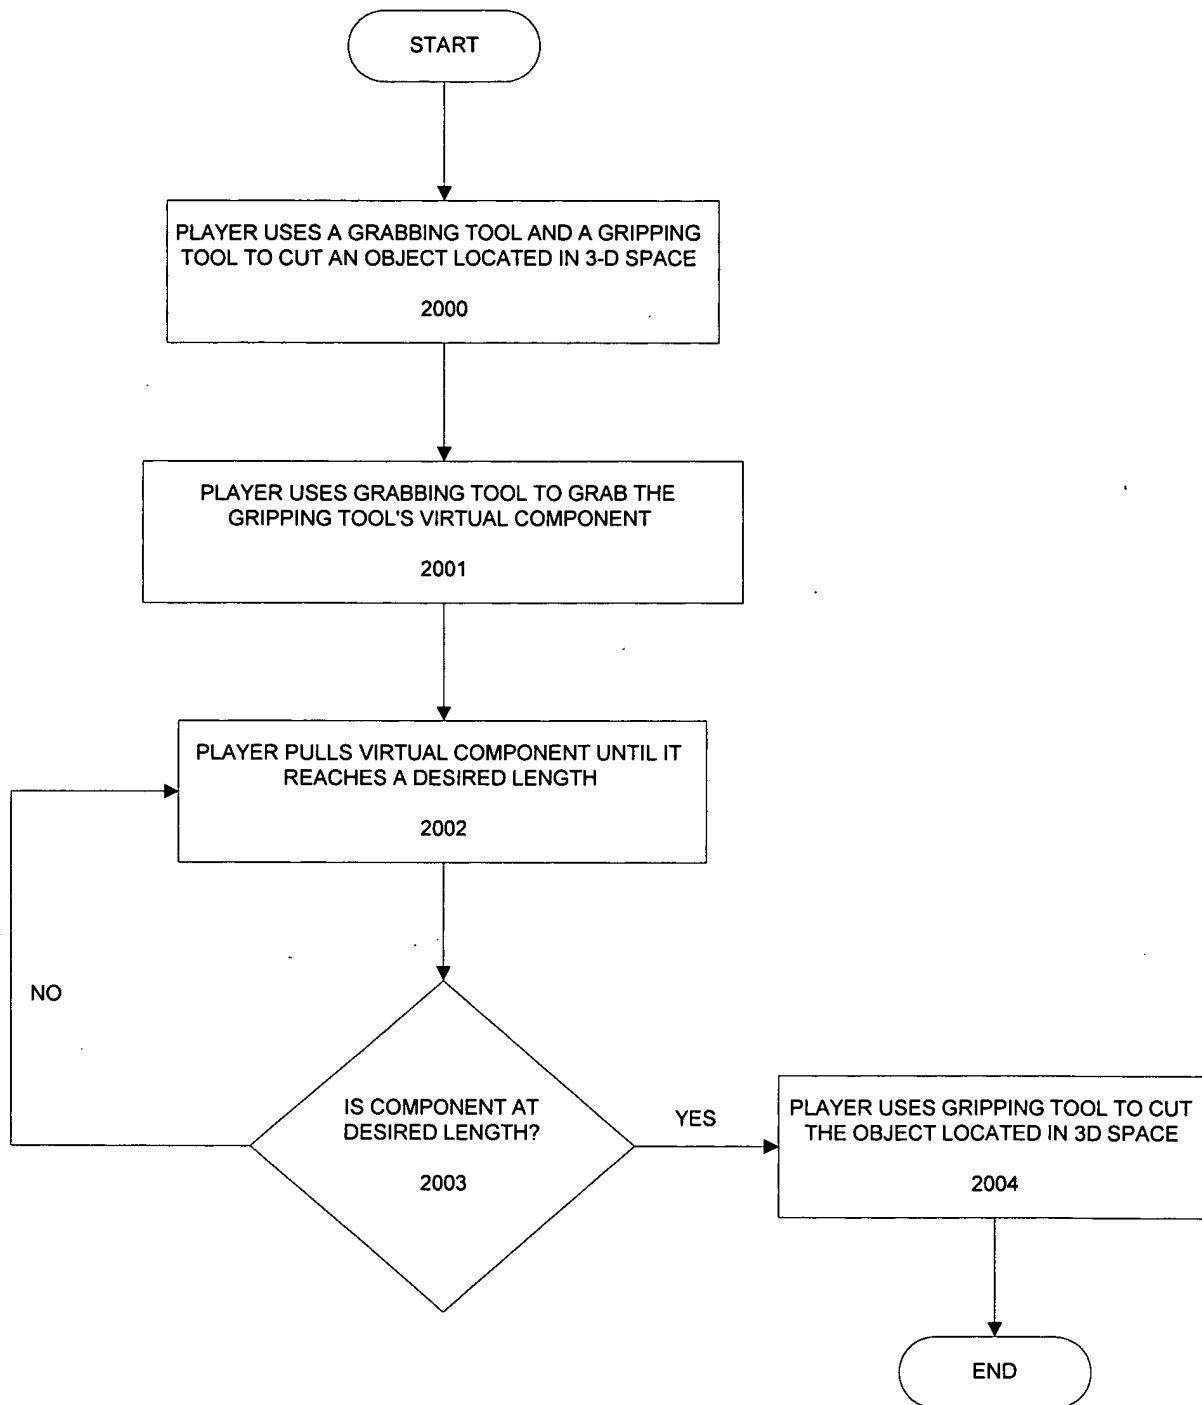 START
PLAYER USES A GRABBING TOOL AND A GRIPPING
TOOL TO CUT AN OBJECT LOCATED IN 3-D SPACE
2000
PLAYER USES GRABBING TOOL TO GRAB THE
GRIPPING TOOL'S VIRTUAL COMPONENT
2001
PLAYER PULLS VIRTUAL COMPONENT UNTIL IT
REACHES A DESIRED LENGTH
2002
NO
IS COMPONENT AT
DESIRED LENGTH?
2003
YES
PLAYER USES GRIPPING TOOL TO CUT
THE OBJECT LOCATED IN 3D SPACE
2004
END